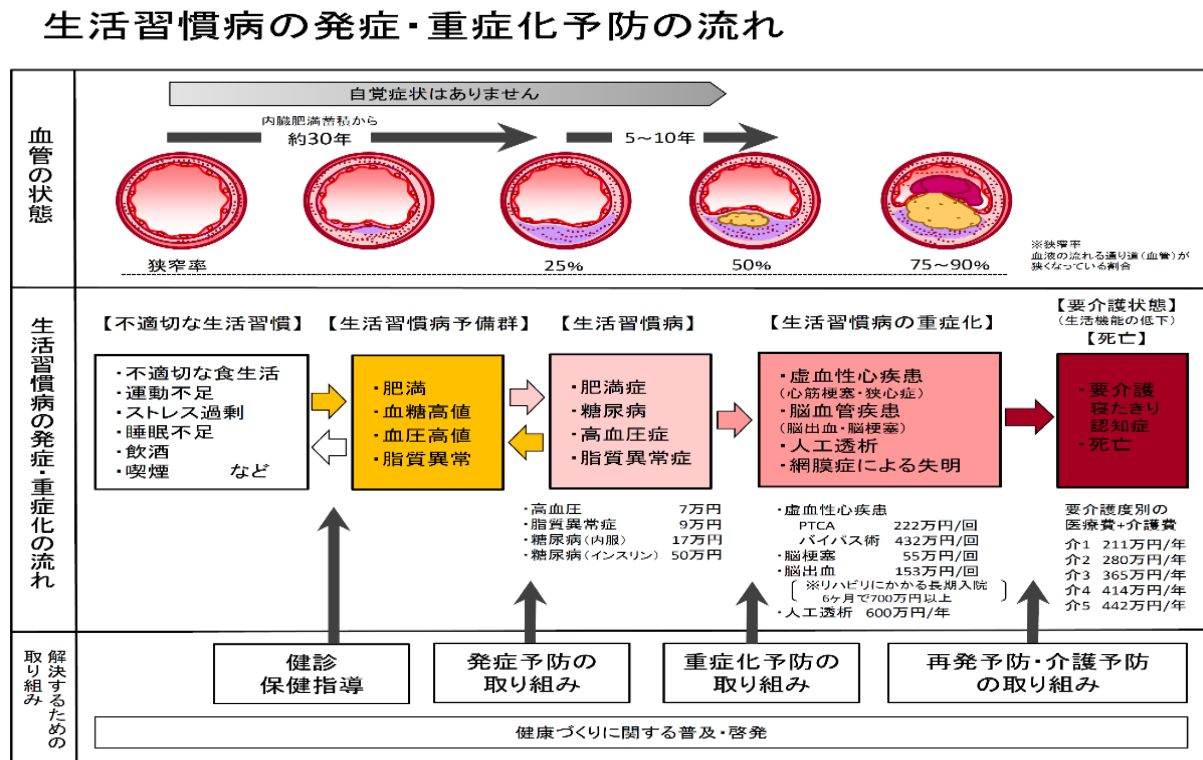 生活習慣病の発症・重症化予防の流れ
血管の状態
自覚症状はありません
内臓肥満蓄積から
約30年
5～10年
狭窄率
25%
50%
75～90%
※狭窄率
血液の流れる通り道(血管)が
狭くなっている割合
生活習慣病の発症・重症化の流れ
【不適切な生活習慣】
・不適切な食生活
・運動不足
・ストレス過剰
・睡眠不足
・飲酒
・喫煙 など
【生活習慣病予備群】
・肥満
・血糖高値
・血圧高値
・脂質異常
【生活習慣病】
・肥満症
・糖尿病
・高血圧症
・脂質異常症
・高血圧 7万円
・脂質異常症 9万円
・糖尿病(内服) 17万円
・糖尿病(インスリン) 50万円
【生活習慣病の重症化】
・虚血性心疾患
(心筋梗塞・狭心症)
・脳血管疾患
(脳出血・脳梗塞)
・人工透析
・網膜症による失明
・虚血性心疾患
PTCA 222万円/回
バイパス術 432万円/回
・脳梗塞 55万円/回
・脳出血 153万円/回
※リハビリにかかる長期入院
6ヶ月で700万円以上
・人工透析 600万円/年
【要介護状態】
(生活機能の低下)
【死亡】
・要介護
寝たきり
認知症
・死亡
要介護度別の
医療費+介護費
介1 211万円/年
介2 280万円/年
介3 365万円/年
介4 414万円/年
介5 442万円/年
解決するための
取り組み
健診
保健指導
発症予防の
取り組み
重症化予防の
取り組み
再発予防・介護予防
の取り組み
健康づくりに関する普及・啓発